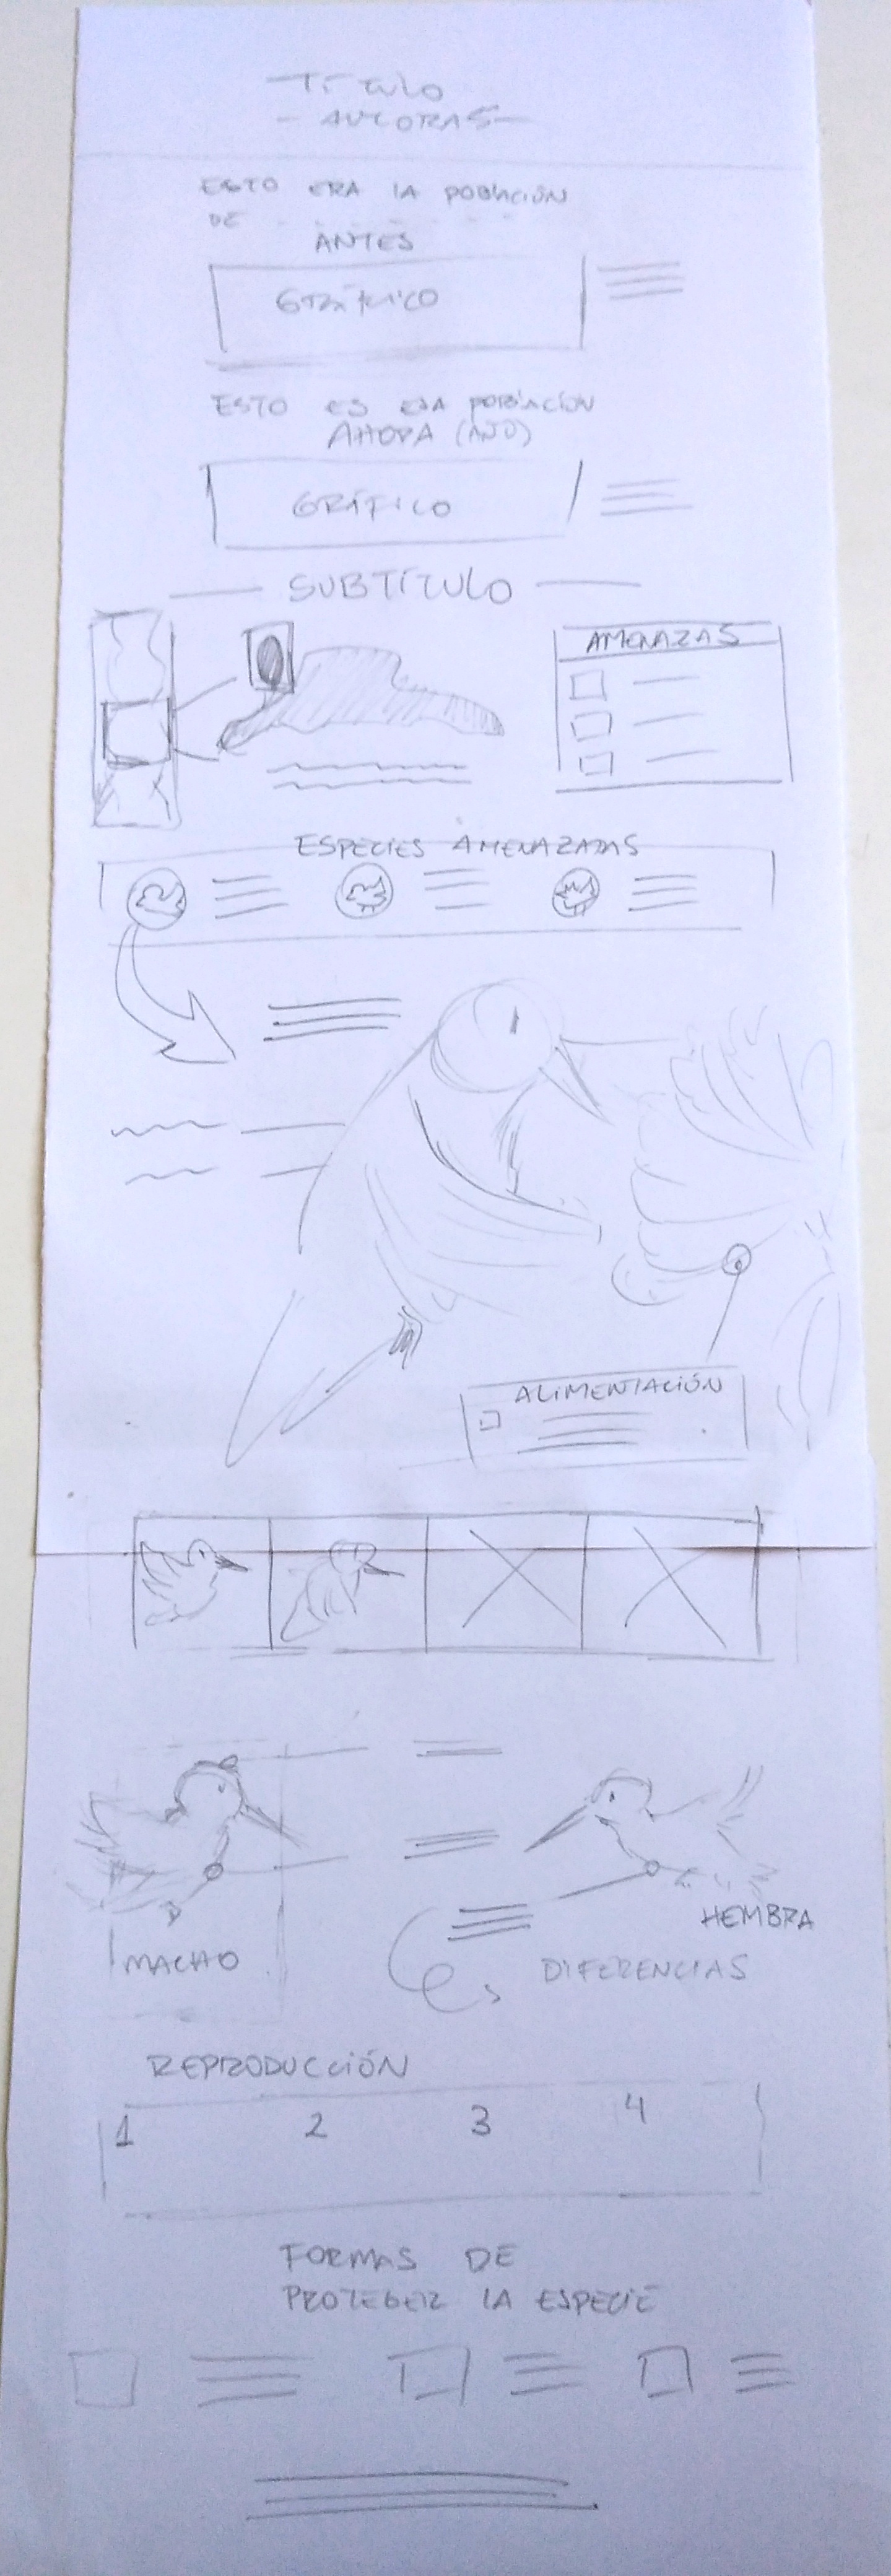 TÍTULO
- AUTORAS -
ESTO ERA LA POBLACIÓN
DE
ANTES
GRÁFICO
ESTO ES ERA POBLACIÓN
AHORA (AÑO)
GRÁFICO
SUBTÍTULO
AMENAZAS
ESPECIES AMENAZADAS
ALIMENTACIÓN
HEMBRA
MACHO
DIFERENCIAS
REPRODUCCIÓN
1 2 3 4
FORMAS DE
PROTEGER LA ESPECIE